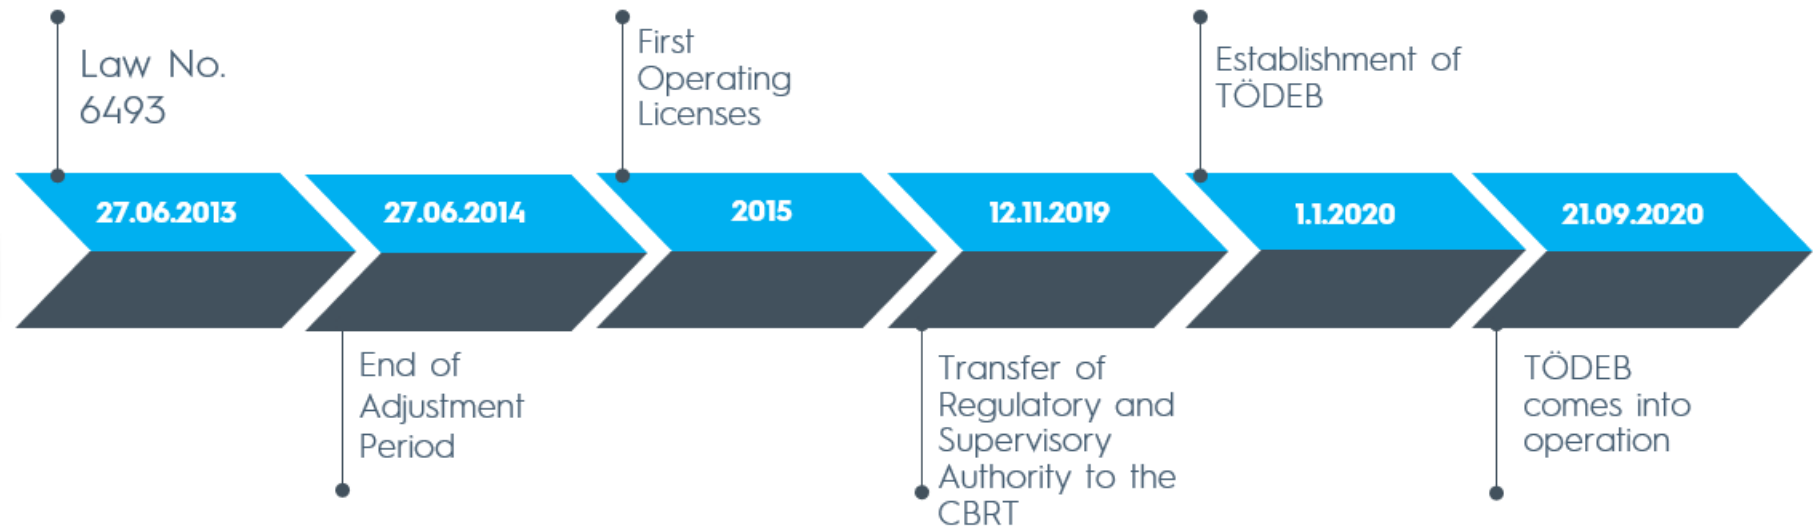 Law No.
6493
First
Operating
Licenses
Establishment of
TÖDEB
27.06.2013
27.06.2014
2015
12.11.2019
1.1.2020
21.09.2020
End of
Adjustment
Period
Transfer of
Regulatory and
Supervisory
Authority to the
CBRT
TÖDEB
comes into
operation